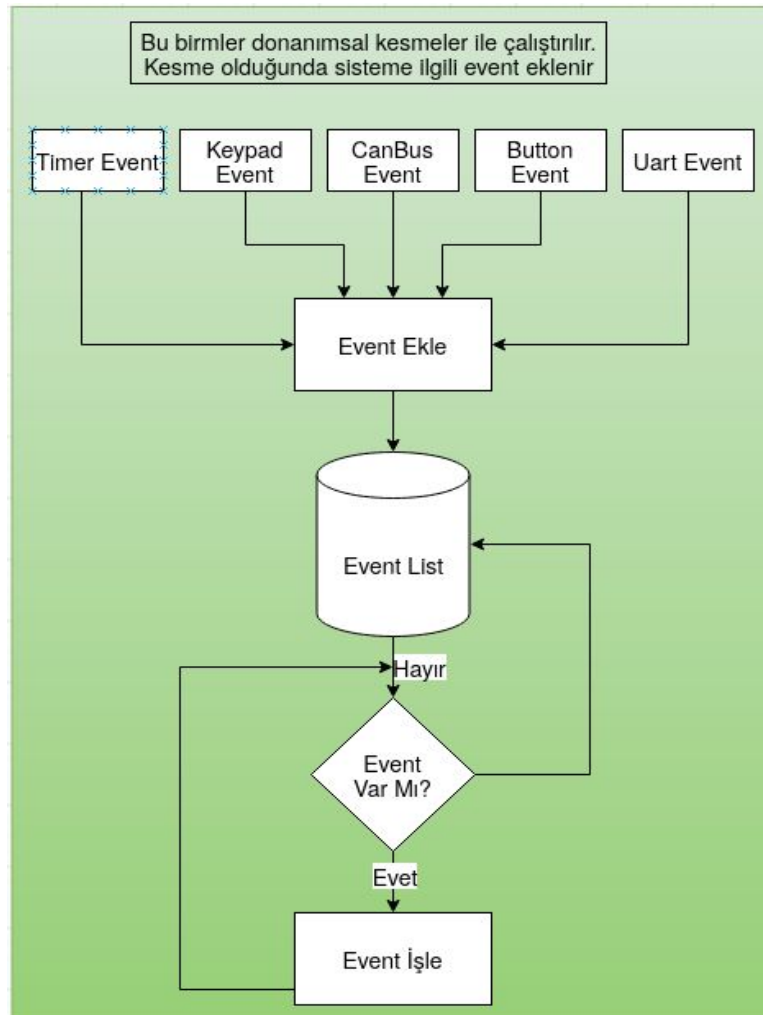 Bu birmler donanımsal kesmeler ile çalıştırılır.
Kesme olduğunda sisteme ilgili event eklenir
Timer Event
Keypad
Event
CanBus
Event
Button
Event
Uart Event
Event Ekle
Event List
Hayır
Event
Var Mı?
Evet
Event İşle